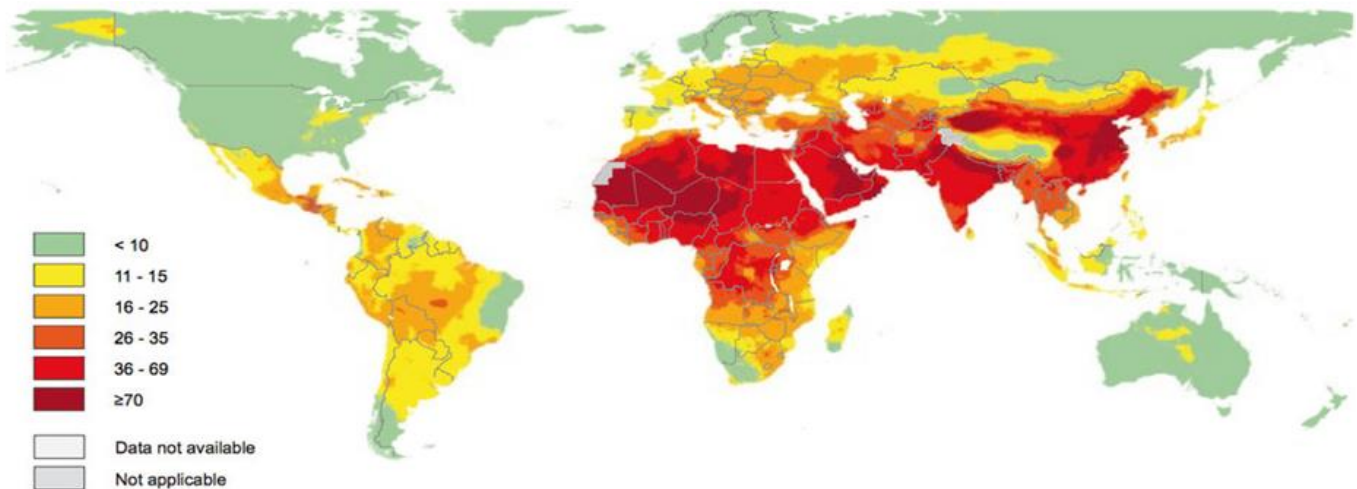 < 10
11 - 15
16 - 25
26 - 35
36 - 69
≥70
Data not available
Not applicable